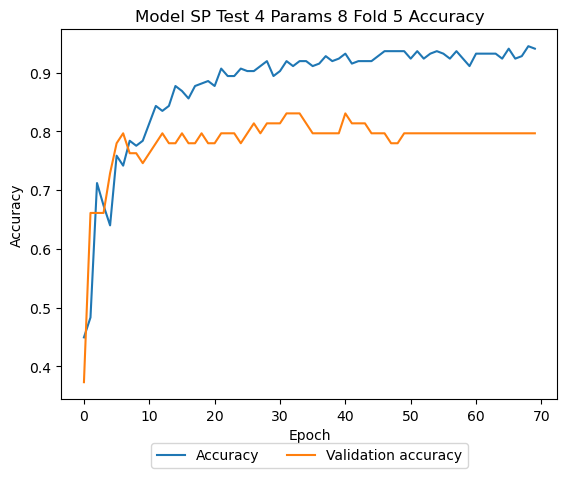 Model SP Test 4 Params 8 Fold 5 Accuracy
Accuracy
0.9
0.8
0.7
0.6
0.5
0.4
0 10 20 30 40 50 60 70
Epoch
Accuracy Validation accuracy